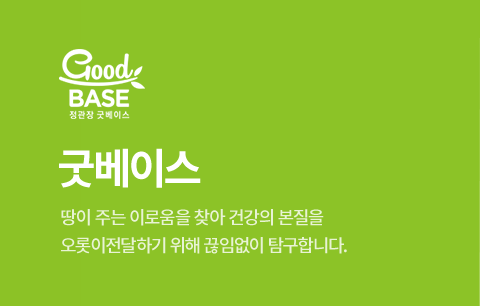 Good
BASE
정관장 굿베이스
굿베이스
땅이 주는 이로움을 찾아 건강의 본질을
오롯이전달하기 위해 끊임없이 탐구합니다.